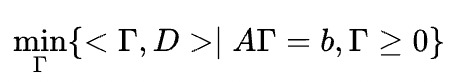 min_Γ{< Γ, D >| AΓ = b, Γ ≥ 0}